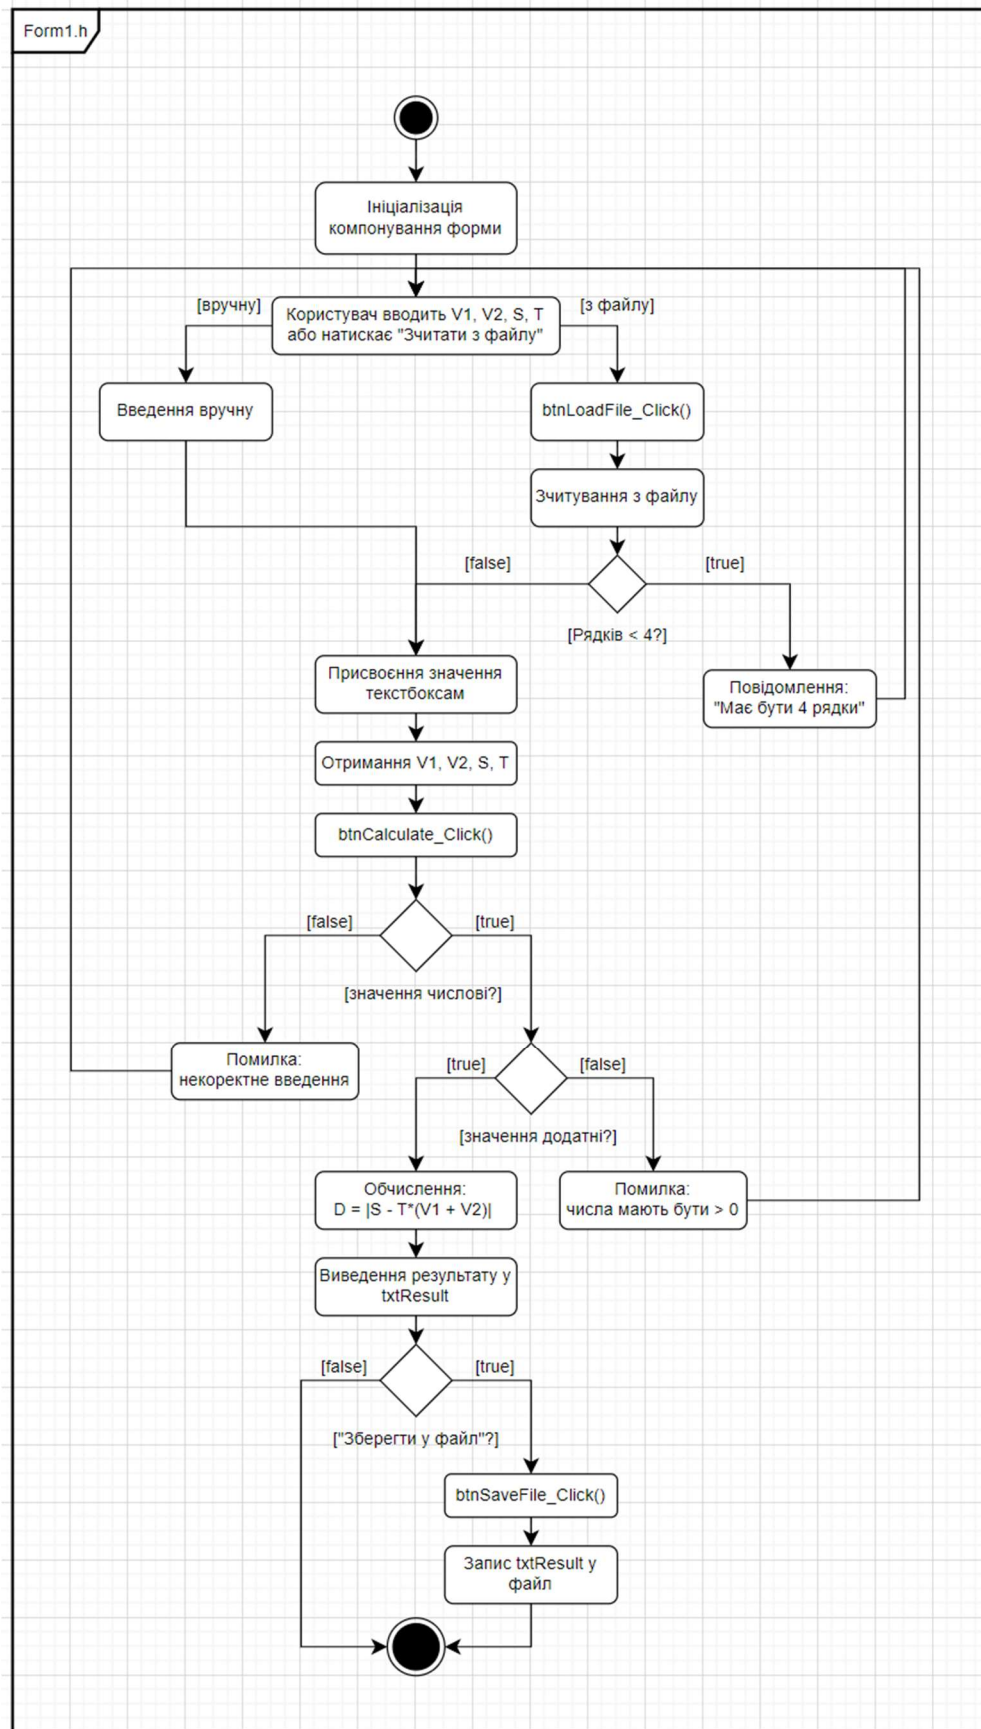 Form1.h
Ініціалізація
компонування форми
[вручну]
Користувач вводить V1, V2, S, T
або натискає "Зчитати з файлу"
[з файлу]
Введення вручну
btnLoadFile_Click()
Зчитування з файлу
[false]
[true]
[Рядків < 4?]
Присвоєння значення
текстбоксам
Повідомлення:
"Має бути 4 рядки"
Отримання V1, V2, S, T
btnCalculate_Click()
[false]
[true]
[значення числові?]
Помилка:
некоректне введення
[true]
[false]
[значення додатні?]
Обчислення:
D = |S - T*(V1 + V2)|
Помилка:
числа мають бути > 0
Виведення результату у
txtResult
[false]
[true]
["Зберегти у файл"?]
btnSaveFile_Click()
Запис txtResult у
файл